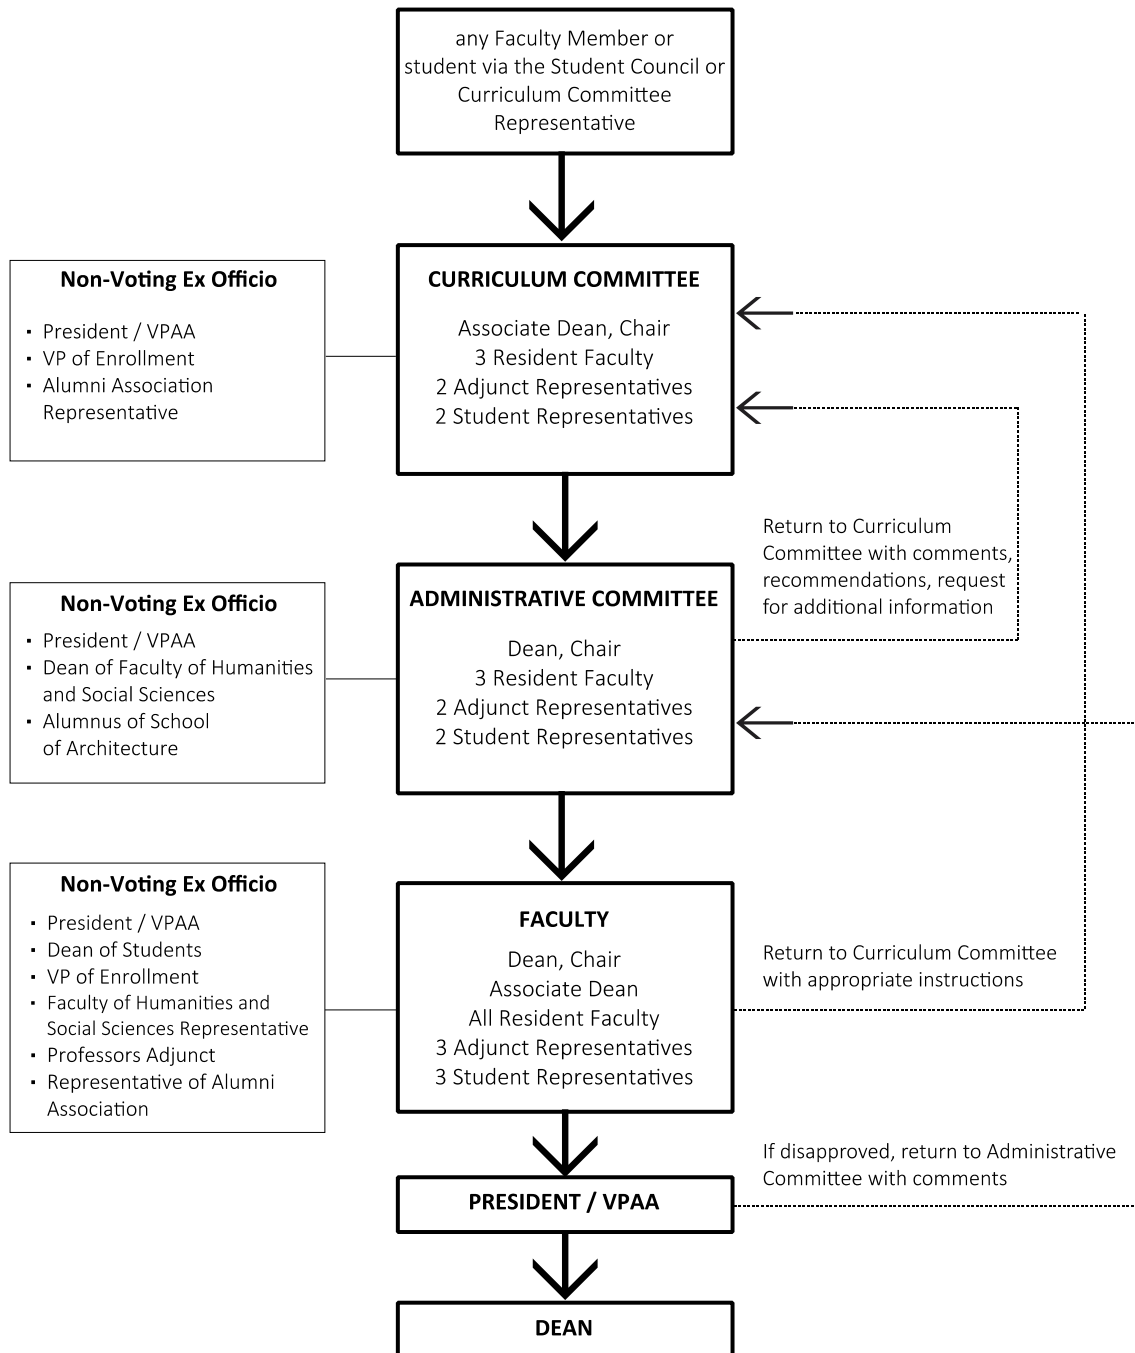 any Faculty Member or
student via the Student Council or
Curriculum Committee
Representative
Non-Voting Ex Officio
▪ President / VPAA
▪ VP of Enrollment
▪ Alumni Association
Representative
CURRICULUM COMMITTEE
Associate Dean, Chair
3 Resident Faculty
2 Adjunct Representatives
2 Student Representatives
Return to Curriculum
Committee with comments,
recommendations, request
for additional information
Non-Voting Ex Officio
▪ President / VPAA
▪ Dean of Faculty of Humanities
and Social Sciences
▪ Alumnus of School
of Architecture
ADMINISTRATIVE COMMITTEE
Dean, Chair
3 Resident Faculty
2 Adjunct Representatives
2 Student Representatives
Non-Voting Ex Officio
▪ President / VPAA
▪ Dean of Students
▪ VP of Enrollment
▪ Faculty of Humanities and
Social Sciences Representative
▪ Professors Adjunct
▪ Representative of Alumni
Association
FACULTY
Dean, Chair
Associate Dean
All Resident Faculty
3 Adjunct Representatives
3 Student Representatives
Return to Curriculum Committee
with appropriate instructions
If disapproved, return to Administrative
Committee with comments
PRESIDENT / VPAA
DEAN